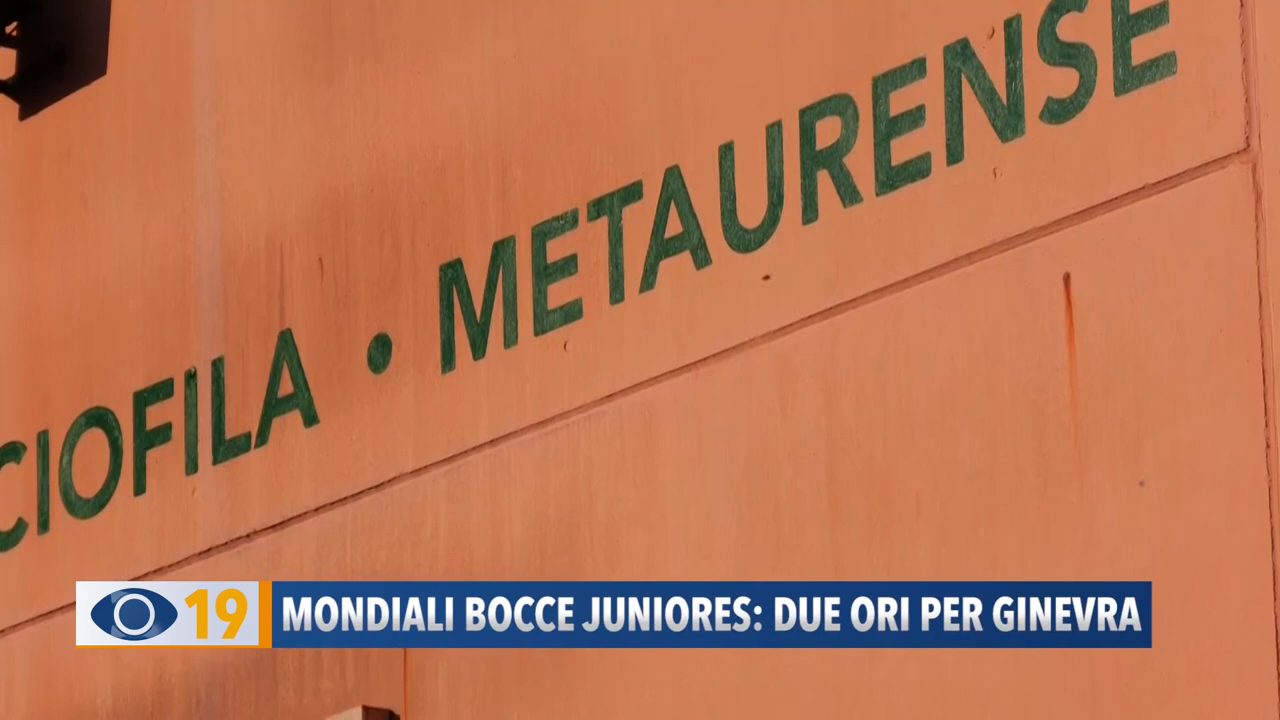 CIOFILA • METAURENSE
19 MONDIALI BOCCE JUNIORES: DUE ORI PER GINEVRA